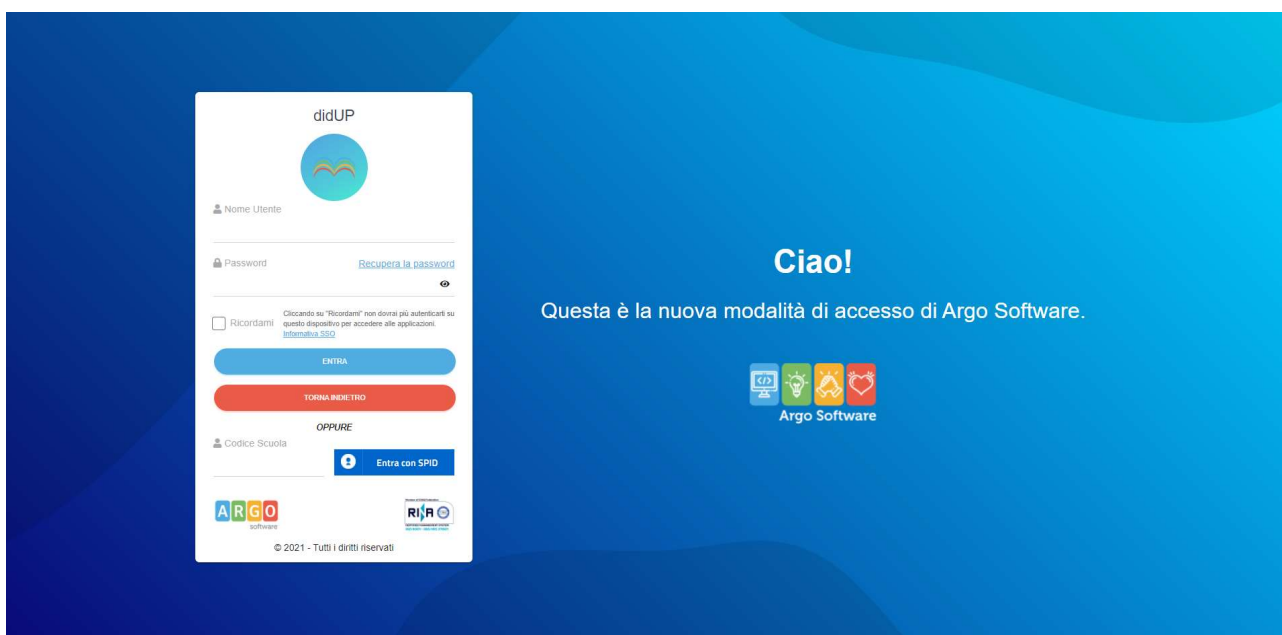 didUP
Nome Utente
Password
Recupera la password
Ricordami
Cliccando su "Ricordami" non dovrai più autenticarti su
questo dispositivo per accedere alle applicazioni.
Informativa SSO
ENTRA
TORNA INDIETRO
OPPURE
Codice Scuola
Entra con SPID
ARGO
software
RINA
© 2021 - Tutti i diritti riservati
Ciao!
Questa è la nuova modalità di accesso di Argo Software.
Argo Software